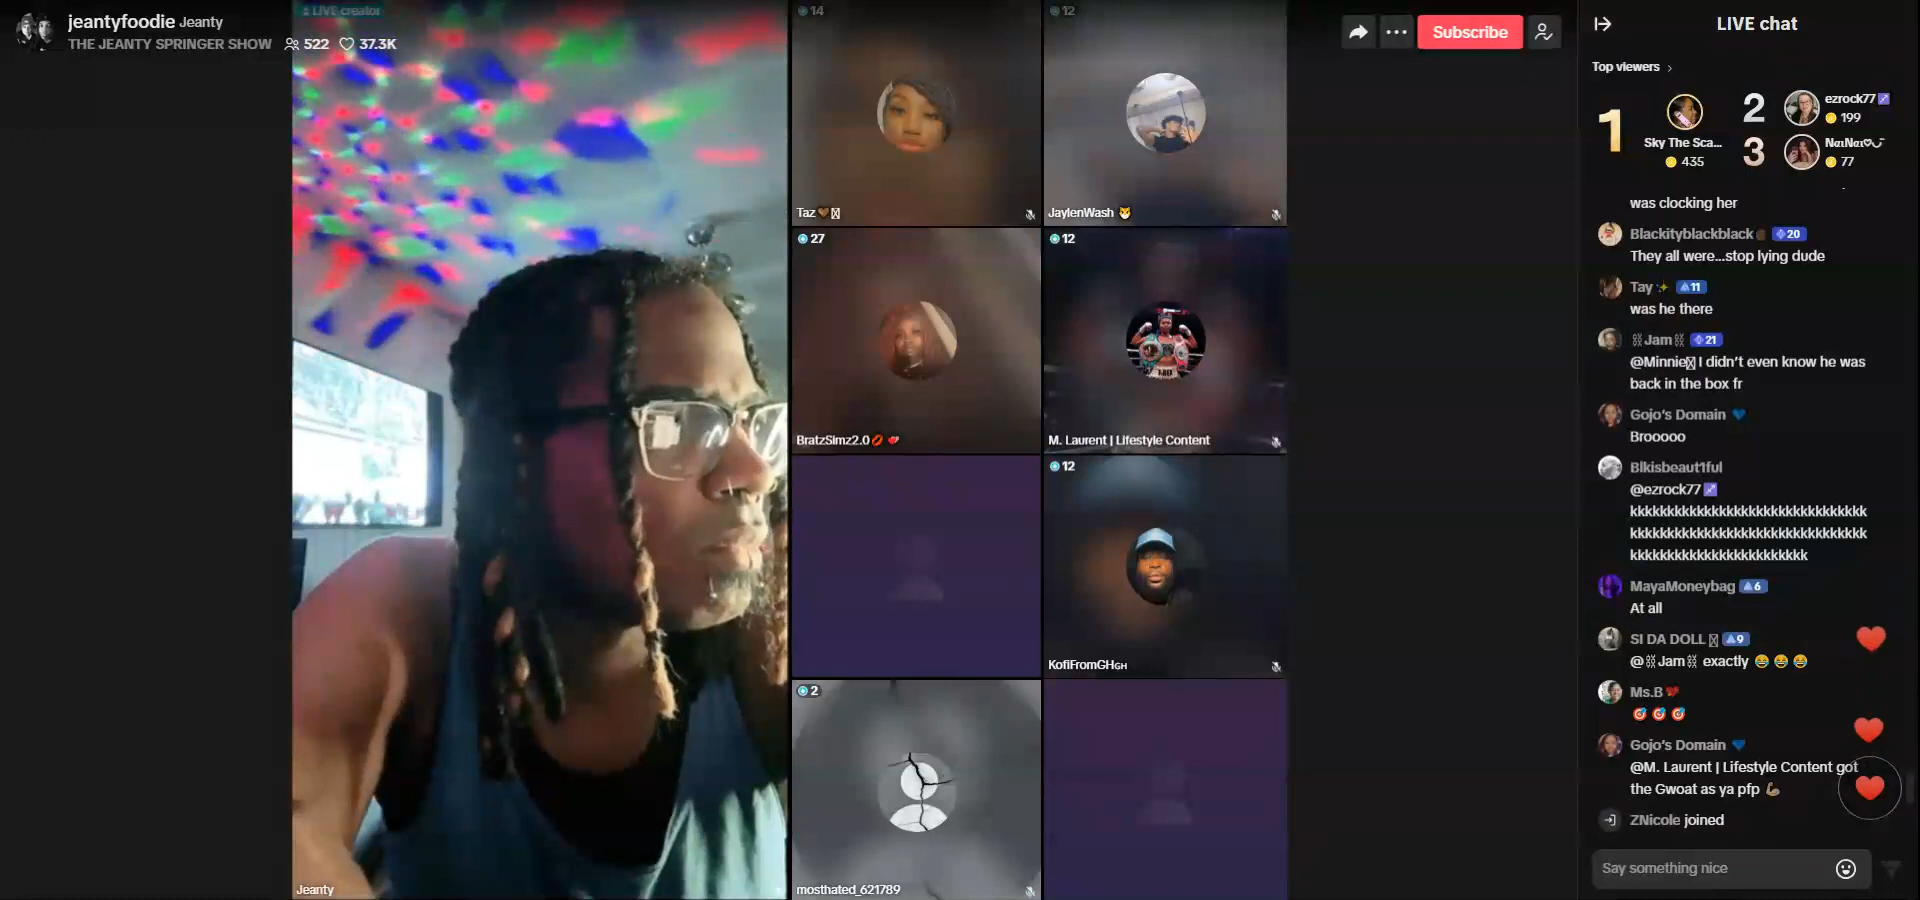 jeantyfoodie Jeanty
THE JEANTY SPRINGER SHOW 522 37.3K
LIVE creator
Jeanty
14
Taz
12
JaylenWash
27
BratzSimz2.0
12
M. Laurent | Lifestyle Content
12
KofiFromGHGH
2
mosthated_621789
Subscribe
LIVE chat
Top viewers
1
Sky The Sca...
435
2
ezrock77
199
3
NαιNαι
77
was clocking her
Blackityblackblack 20
They all were...stop lying dude
Tay 11
was he there
Jam 21
@Minnie I didn't even know he was
back in the box fr
Gojo's Domain
Brooooo
Blkisbeaut1ful
@ezrock77
kkkkkkkkkkkkkkkkkkkkkkkkkkkkkkkk
kkkkkkkkkkkkkkkkkkkkkkkkkkkkkkkk
kkkkkkkkkkkkkkkkkkkkkkkk
MayaMoneybag 6
At all
SI DA DOLL 9
@Jam exactly 😂 😂 😂
Ms.B
🎯 🎯 🎯
Gojo's Domain 💙
@M. Laurent | Lifestyle Content got
the Gwoat as ya pfp 💪🏽
ZNicole joined
Say something nice